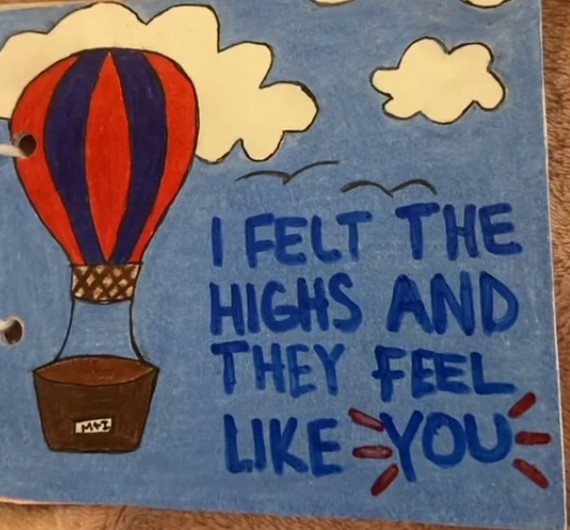 I FELT THE
HIGHS AND
THEY FEEL
LIKE YOU
M+Z